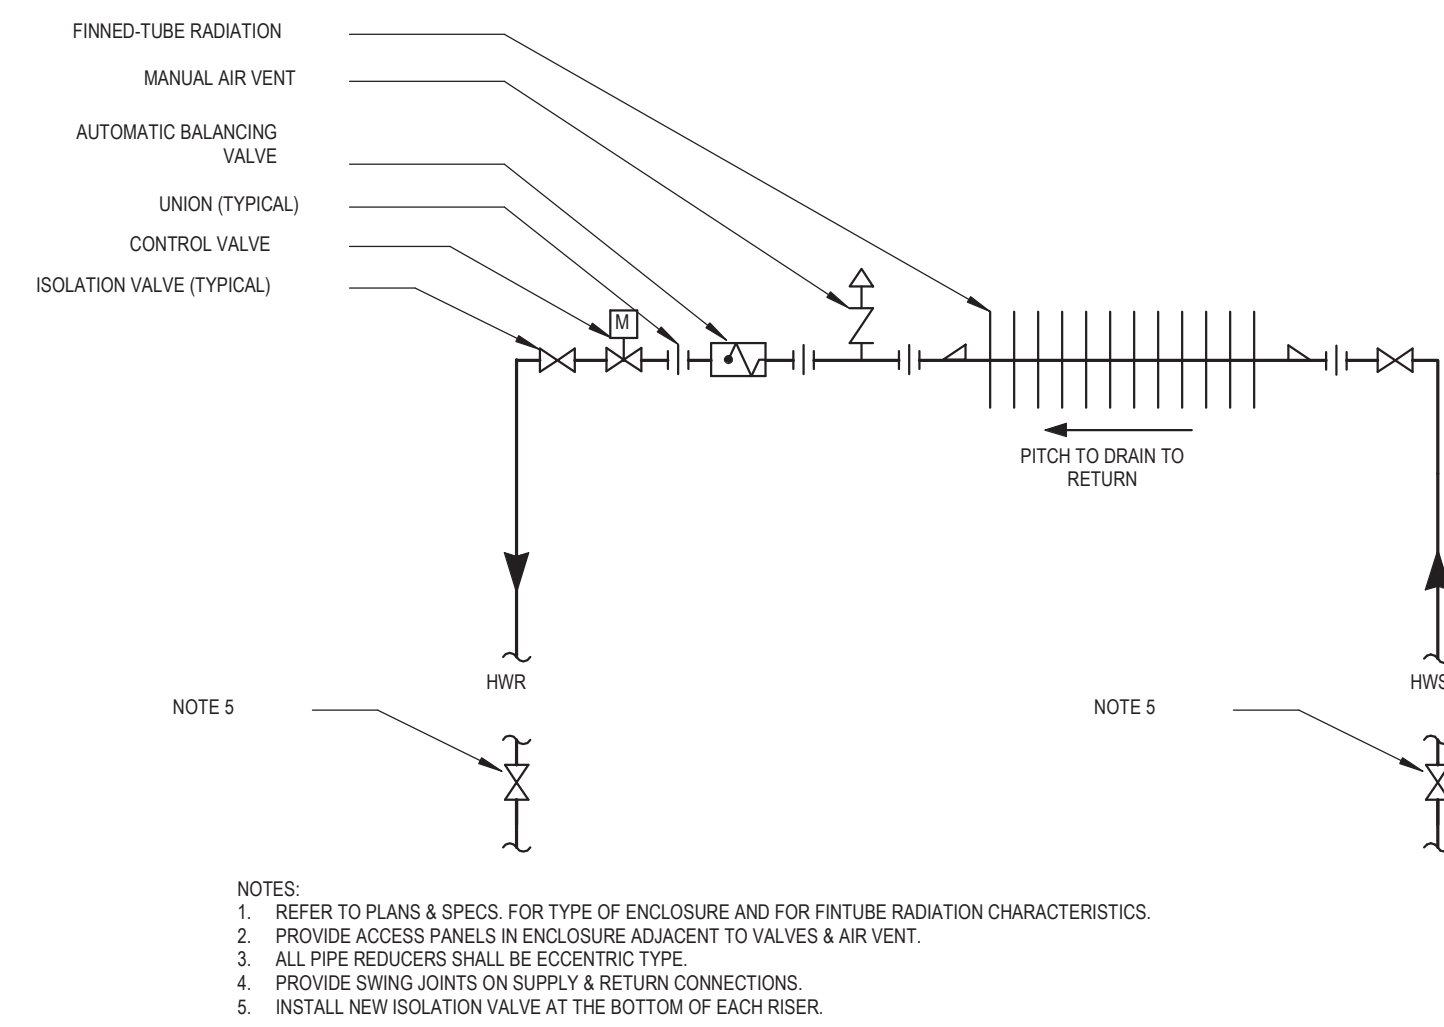 FINNED-TUBE RADIATION
MANUAL AIR VENT
AUTOMATIC BALANCING
VALVE
UNION (TYPICAL)
CONTROL VALVE
ISOLATION VALVE (TYPICAL)
M
PITCH TO DRAIN TO
RETURN
HWR
HWS
NOTE 5
NOTE 5
NOTES:
1. REFER TO PLANS & SPECS. FOR TYPE OF ENCLOSURE AND FOR FINTUBE RADIATION CHARACTERISTICS.
2. PROVIDE ACCESS PANELS IN ENCLOSURE ADJACENT TO VALVES & AIR VENT.
3. ALL PIPE REDUCERS SHALL BE ECCENTRIC TYPE.
4. PROVIDE SWING JOINTS ON SUPPLY & RETURN CONNECTIONS.
5. INSTALL NEW ISOLATION VALVE AT THE BOTTOM OF EACH RISER.